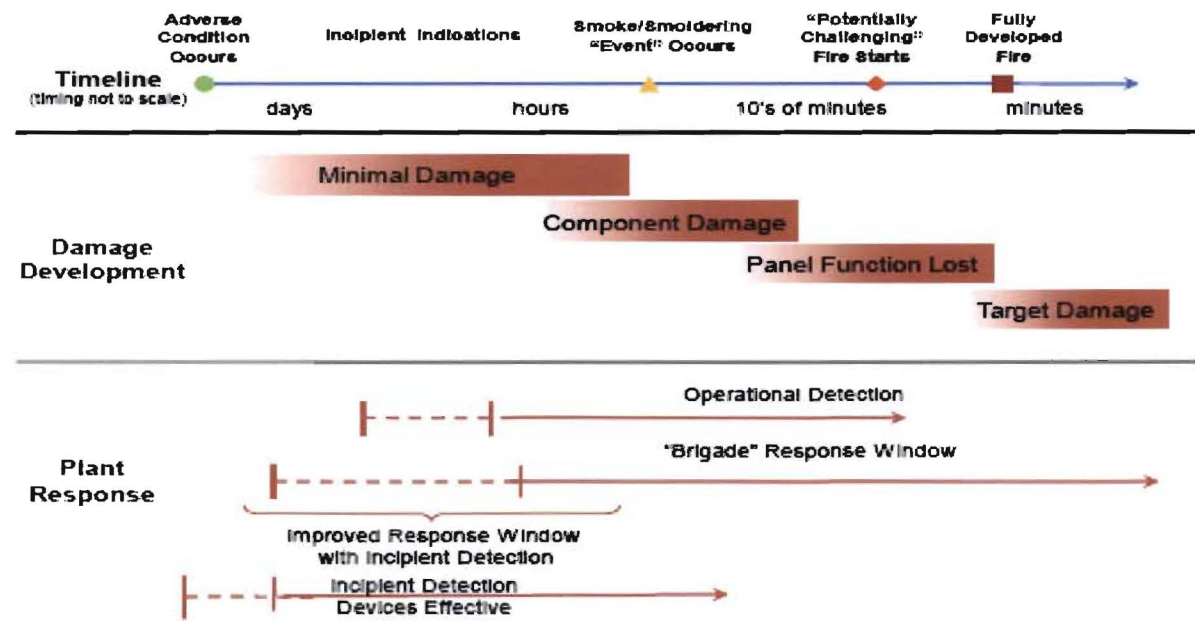 Adverse
Condition
Occurs
Incipient Indications
Smoke/Smoldering
“Event” Occurs
“Potentially
Challenging”
Fire Starts
Fully
Developed
Fire
Timeline
(timing not to scale)
days
hours
10's of minutes
minutes
Damage
Development
Minimal Damage
Component Damage
Panel Function Lost
Target Damage
Plant
Response
Operational Detection
“Brigade” Response Window
Improved Response Window
with Incipient Detection
Incipient Detection
Devices Effective